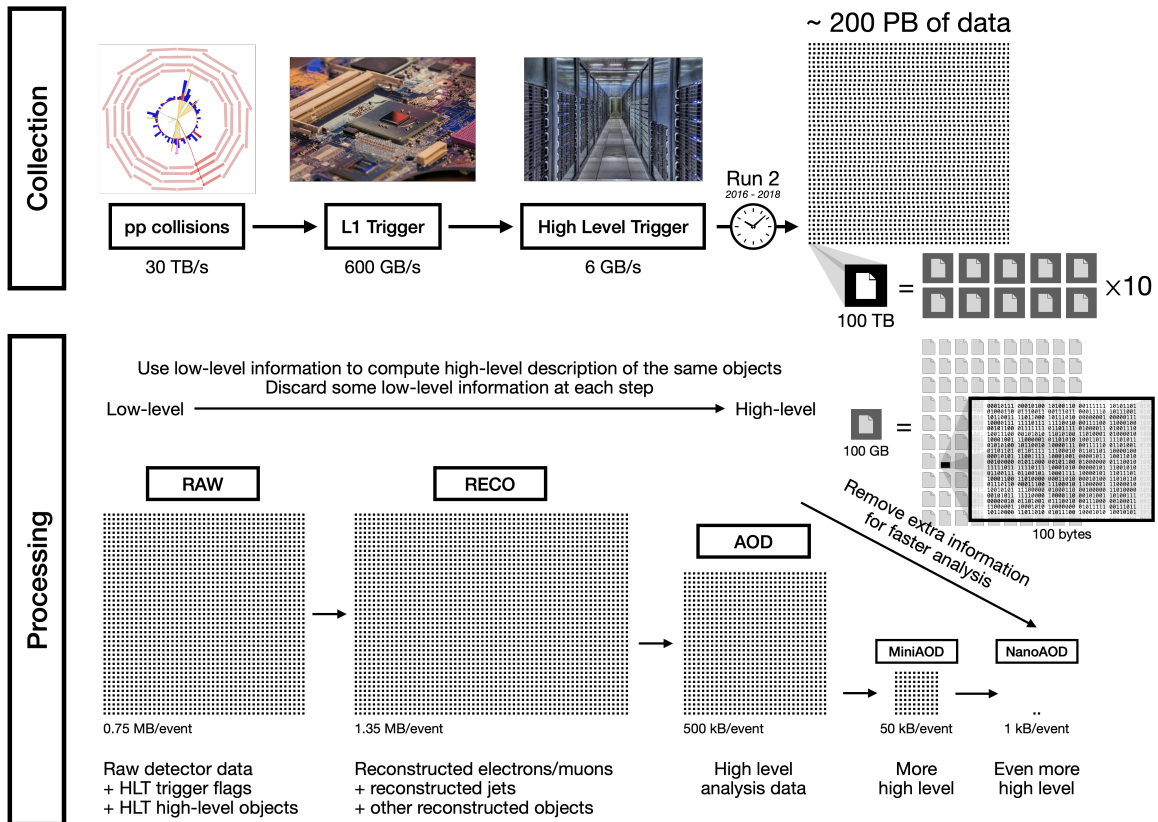 Collection
~ 200 PB of data
pp collisions
30 TB/s
L1 Trigger
600 GB/s
High Level Trigger
6 GB/s
Run 2
2016 - 2018
100 TB
=
×10
Processing
Use low-level information to compute high-level description of the same objects
Discard some low-level information at each step
Low-level
High-level
100 GB
=
100 bytes
Remove extra information
for faster analysis
RAW
0.75 MB/event
Raw detector data
+ HLT trigger flags
+ HLT high-level objects
RECO
1.35 MB/event
Reconstructed electrons/muons
+ reconstructed jets
+ other reconstructed objects
AOD
500 kB/event
High level
analysis data
MiniAOD
50 kB/event
More
high level
NanoAOD
1 kB/event
Even more
high level